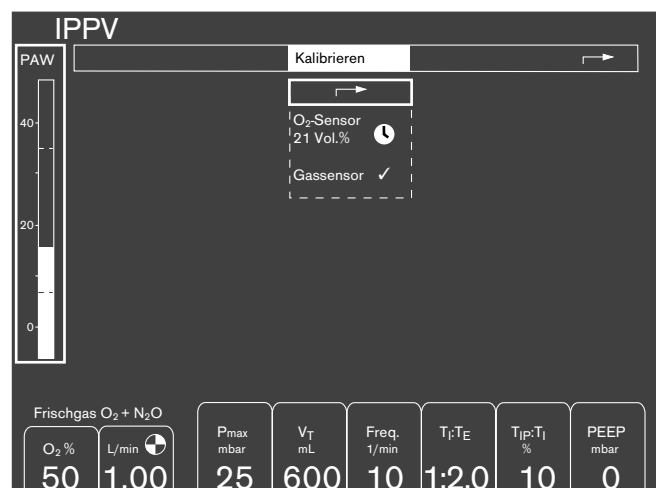 IPPV
PAW
Kalibrieren
40
20
0
O₂-Sensor
21 Vol.%
Gassensor ✓
Frischgas O₂ + N₂O
O₂ %
50
L/min
1.00
Pmax
mbar
25
VT
mL
600
Freq.
1/min
10
TI:TE
1:2.0
TIP:TI
%
10
PEEP
mbar
0